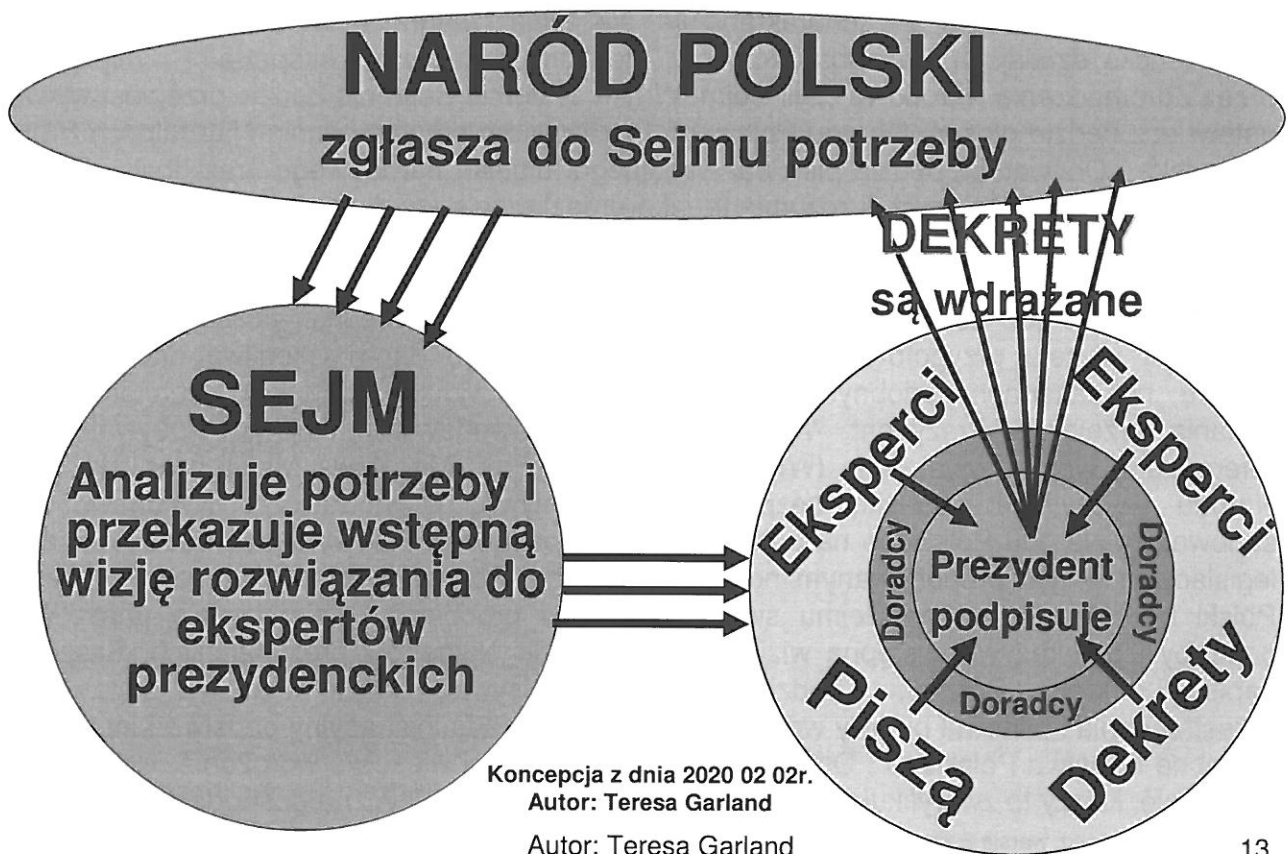 NARÓD POLSKI
zgłasza do Sejmu potrzeby
DEKRETY
są wdrażane
SEJM
Analizuje potrzeby i
przekazuje wstępną
wizję rozwiązania do
ekspertów
prezydenckich
Eksperci
Eksperci
Doradcy
Doradcy
Prezydent
podpisuje
Doradcy
Piszą
Dekrety
Koncepcja z dnia 2020 02 02r.
Autor: Teresa Garland
Autor: Teresa Garland
13